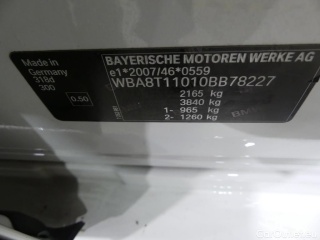 Made in
Germany
318d
300
0.50
BAYERISCHE MOTOREN WERKE AG
e1*2007/46*0559
WBA8T11010BB78227
2165 kg
3840 kg
1- 965 kg
2- 1260 kg
BMW